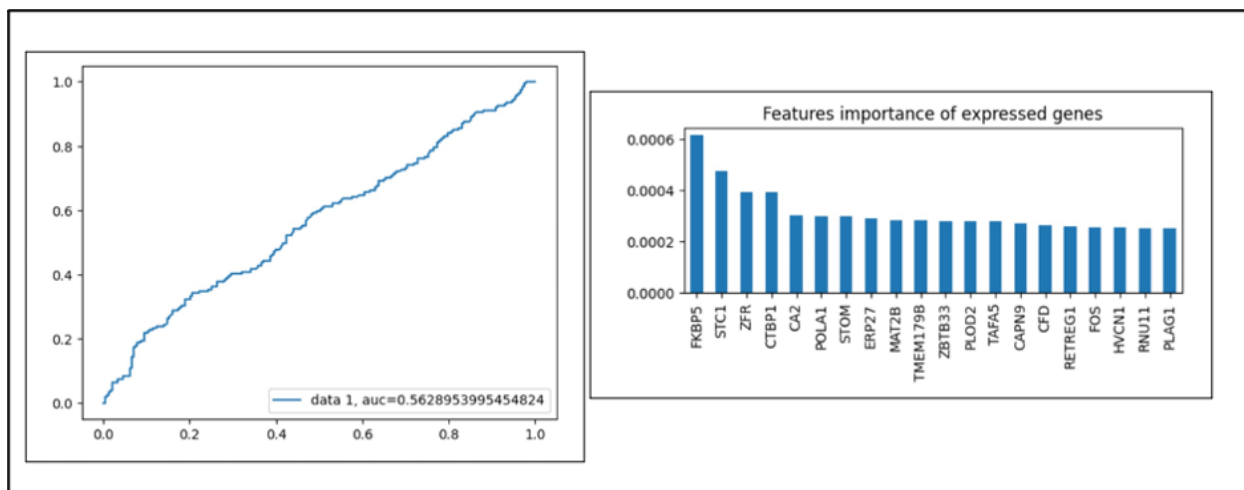 1.0
0.8
0.6
0.4
0.2
0.0
0.0 0.2 0.4 0.6 0.8 1.0
data 1, auc=0.5628953995454824
Features importance of expressed genes
0.0006
0.0004
0.0002
0.0000
FKBP5
STC1
ZFR
CTBP1
CA2
POLA1
STOM
ERP27
MAT2B
TMEM179B
ZBTB33
PLOD2
TAFA5
CAPN9
CFD
RETREG1
FOS
HVCN1
RNU11
PLAG1